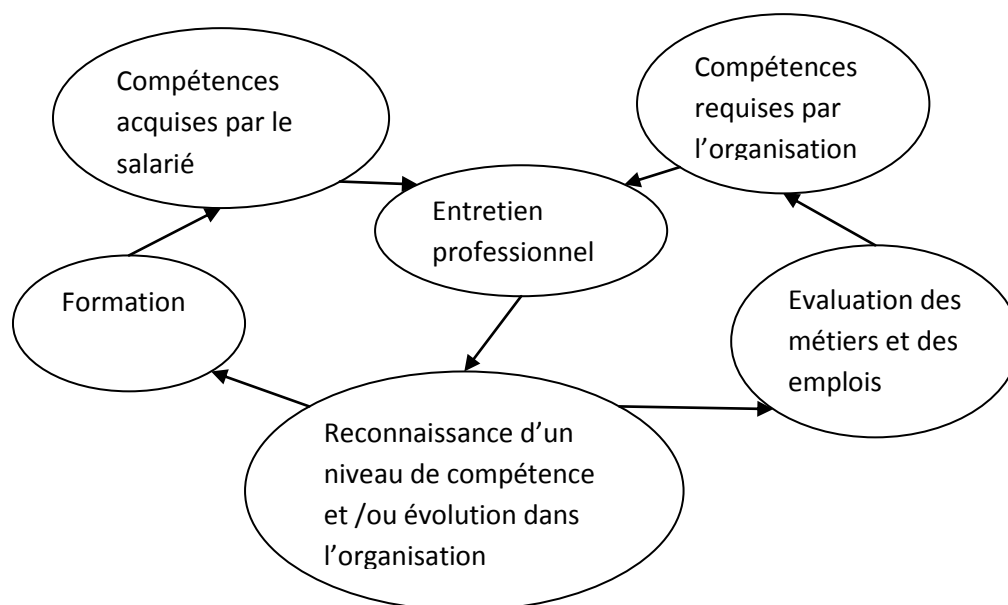 Compétences
acquises par le
salarié
Compétences
requises par
l’organisation
Entretien
professionnel
Formation
Evaluation des
métiers et des
emplois
Reconnaissance d’un
niveau de compétence
et /ou évolution dans
l’organisation